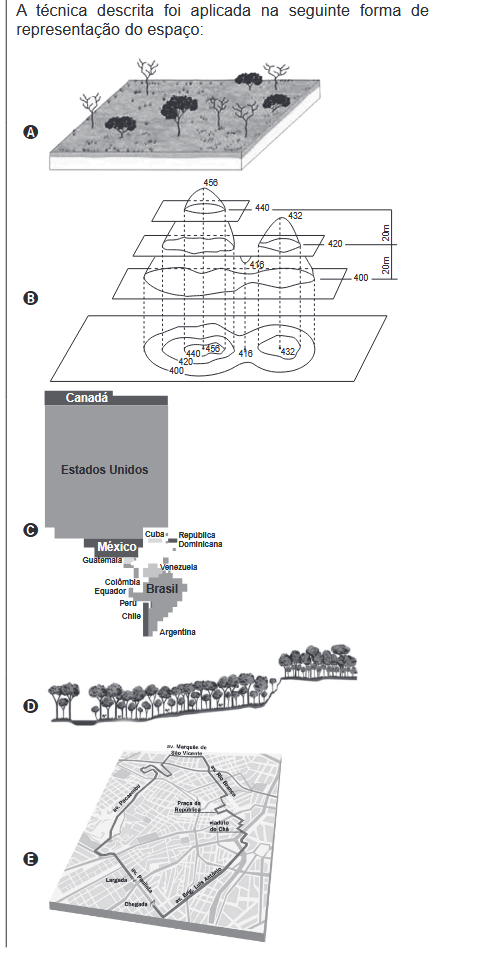 A técnica descrita foi aplicada na seguinte forma de
representação do espaço:
A
B
456
440
432
420
20m
416
20m
400
440
456
416
432
420
400
C
Canadá
Estados Unidos
Cuba
República
Dominicana
México
Guatemala
Venezuela
Colômbia
Brasil
Equador
Peru
Chile
Argentina
D
E
av. Marquês de
São Vicente
av. Pacaembu
av. Rio Branco
Praça da
República
viaduto
do Chá
Largada
av. Paulista
av. Brig. Luís Antônio
Chegada